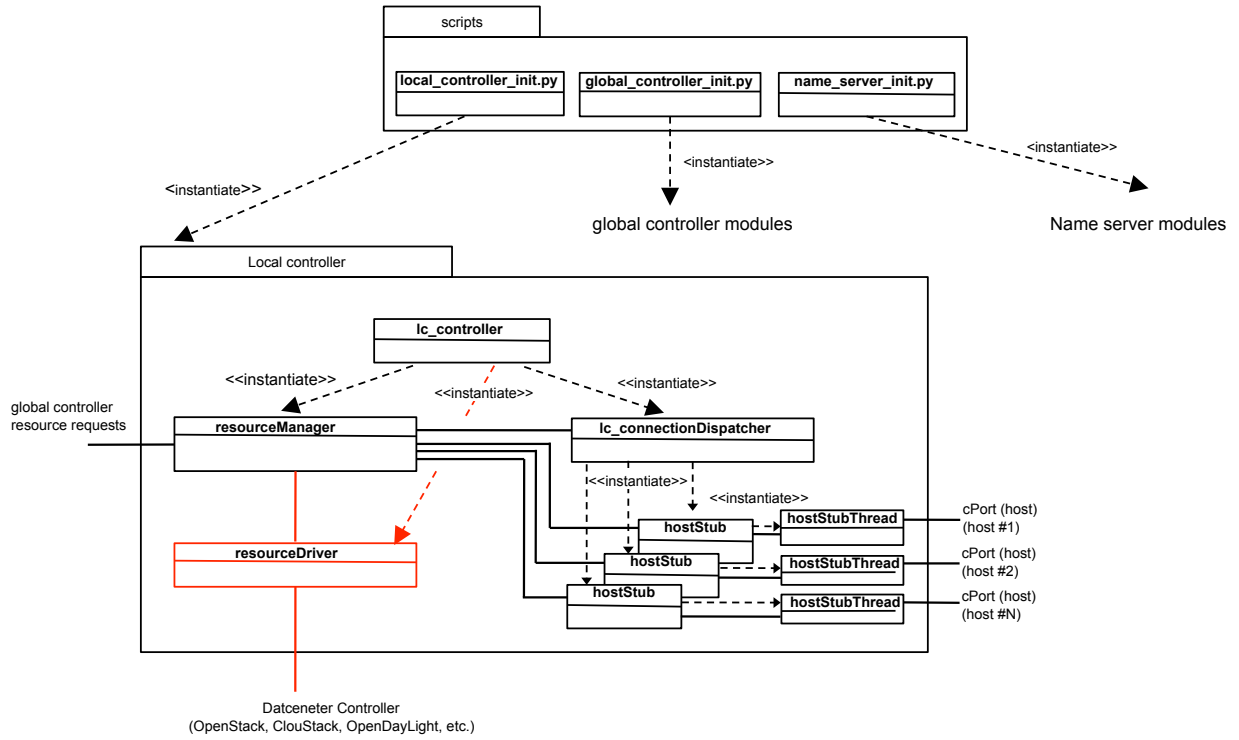 scripts
local_controller_init.py
global_controller_init.py
name_server_init.py
<instantiate>>
<instantiate>>
<instantiate>>
global controller modules
Name server modules
Local controller
lc_controller
<<instantiate>>
<<instantiate>>
<<instantiate>>
global controller
resource requests
resourceManager
lc_connectionDispatcher
<<instantiate>>
<<instantiate>>
hostStub
hostStubThread
cPort (host)
(host #1)
resourceDriver
hostStub
hostStubThread
cPort (host)
(host #2)
hostStub
hostStubThread
cPort (host)
(host #N)
Datceneter Controller
(OpenStack, ClouStack, OpenDayLight, etc.)